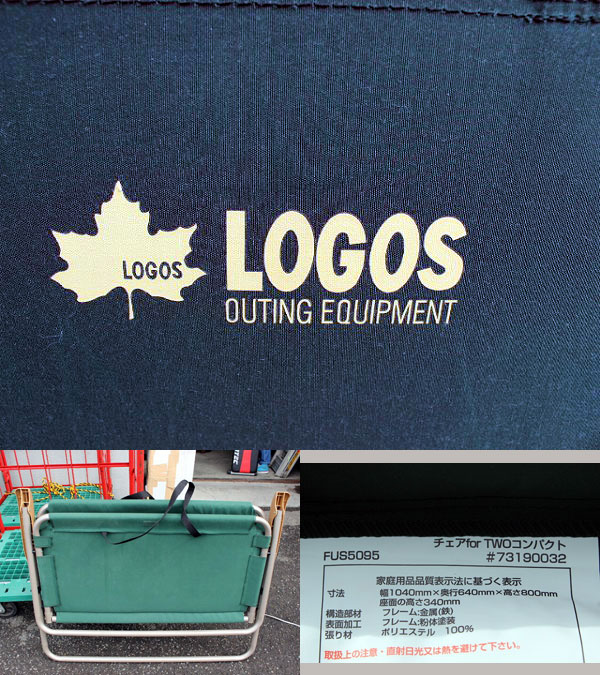 LOGOS
LOGOS
OUTING EQUIPMENT
チェアfor TWOコンパクト
FUS5095 #73190032
家庭用品品質表示法に基づく表示
寸法 幅1040mm×奥行640mm×高さ800mm
座面の高さ340mm
構造部材 フレーム:金属(鉄)
表面加工 フレーム:粉体塗装
張り材 ポリエステル 100%
取扱上の注意・直射日光又は熱を避けて下さい。